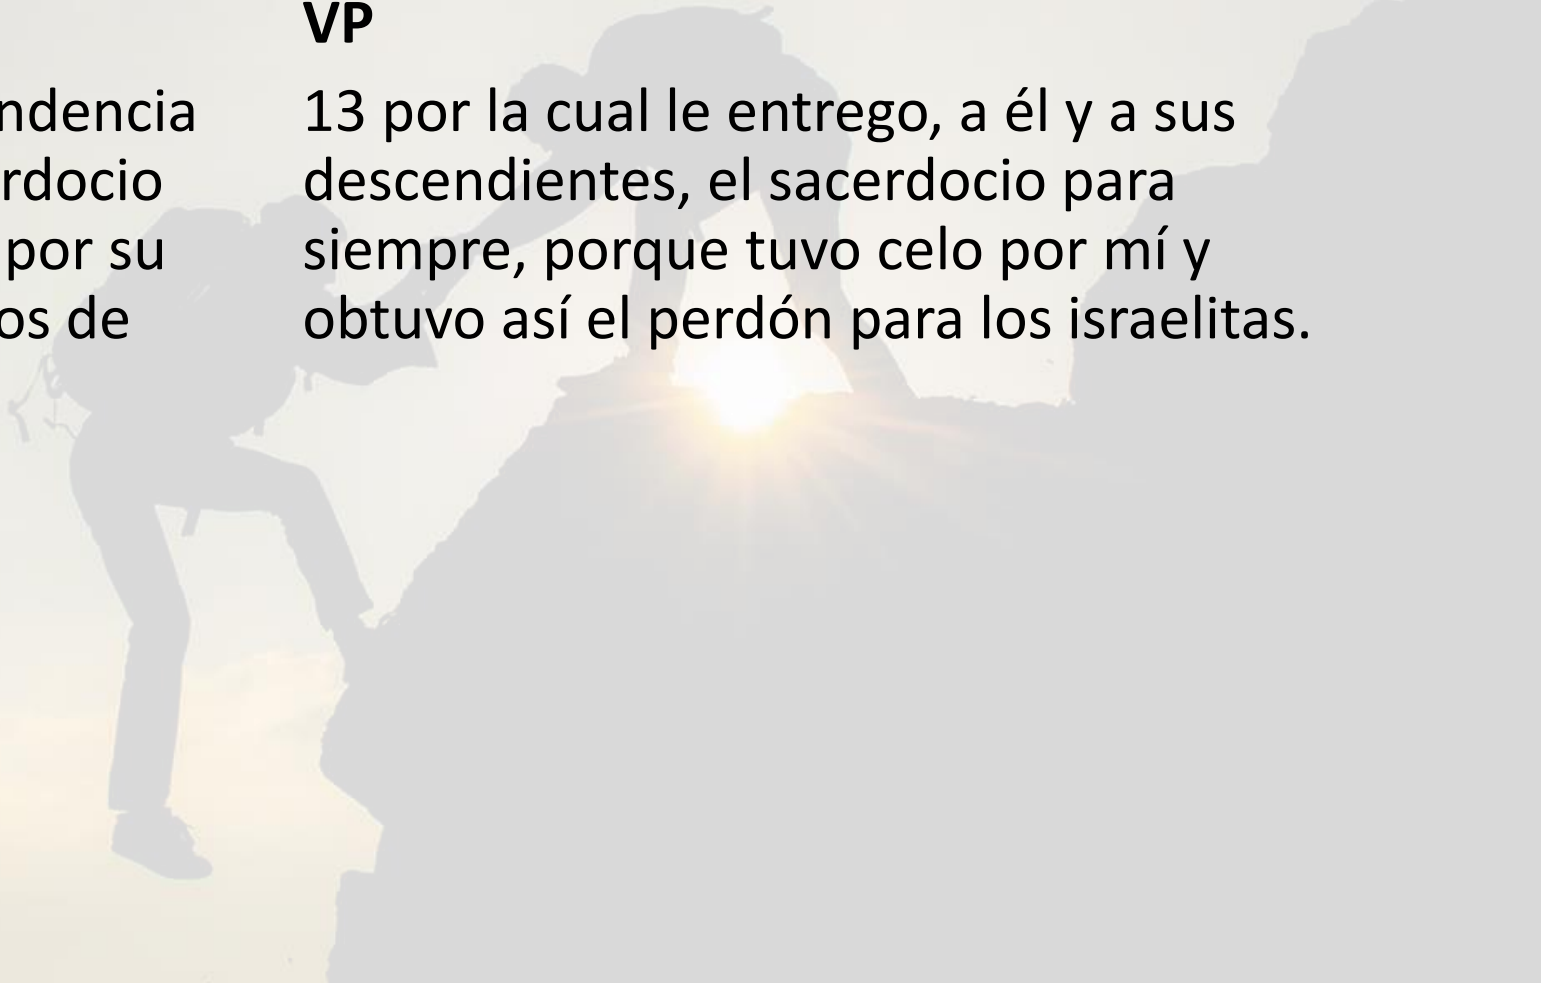 VP
ndencia
rdocio
por su
os de
13 por la cual le entrego, a él y a sus
descendientes, el sacerdocio para
siempre, porque tuvo celo por mí y
obtuvo así el perdón para los israelitas.